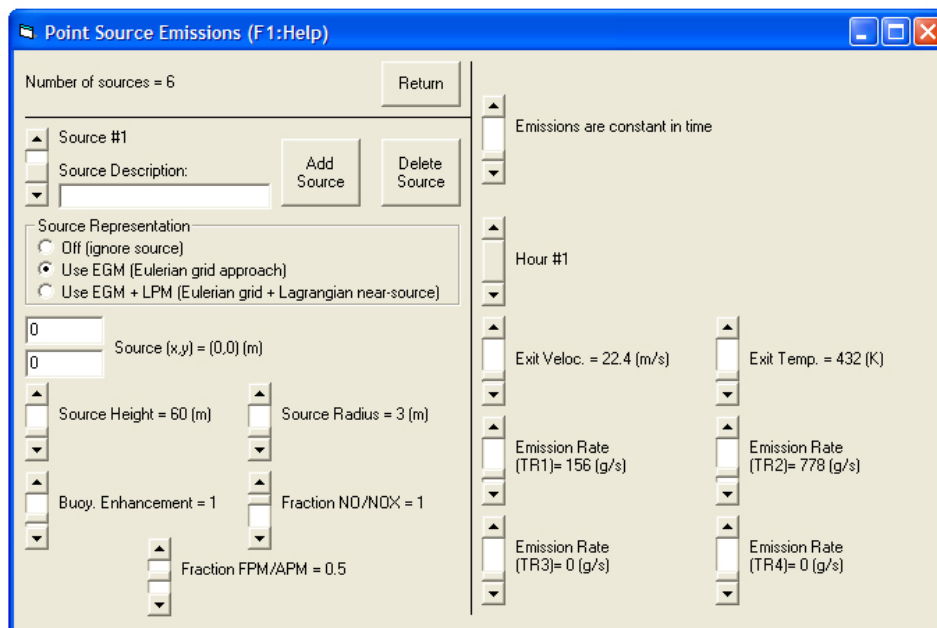 Point Source Emissions (F1:Help)
Number of sources = 6
Return
Source #1
Source Description:
Add
Source
Delete
Source
Source Representation
Off (ignore source)
Use EGM (Eulerian grid approach)
Use EGM + LPM (Eulerian grid + Lagrangian near-source)
0
0
Source (x,y) = (0,0) (m)
Source Height = 60 (m)
Source Radius = 3 (m)
Buoy. Enhancement = 1
Fraction NO/NOX = 1
Fraction FPM/APM = 0.5
Emissions are constant in time
Hour #1
Exit Veloc. = 22.4 (m/s)
Exit Temp. = 432 (K)
Emission Rate
(TR1)= 156 (g/s)
Emission Rate
(TR2)= 778 (g/s)
Emission Rate
(TR3)= 0 (g/s)
Emission Rate
(TR4)= 0 (g/s)